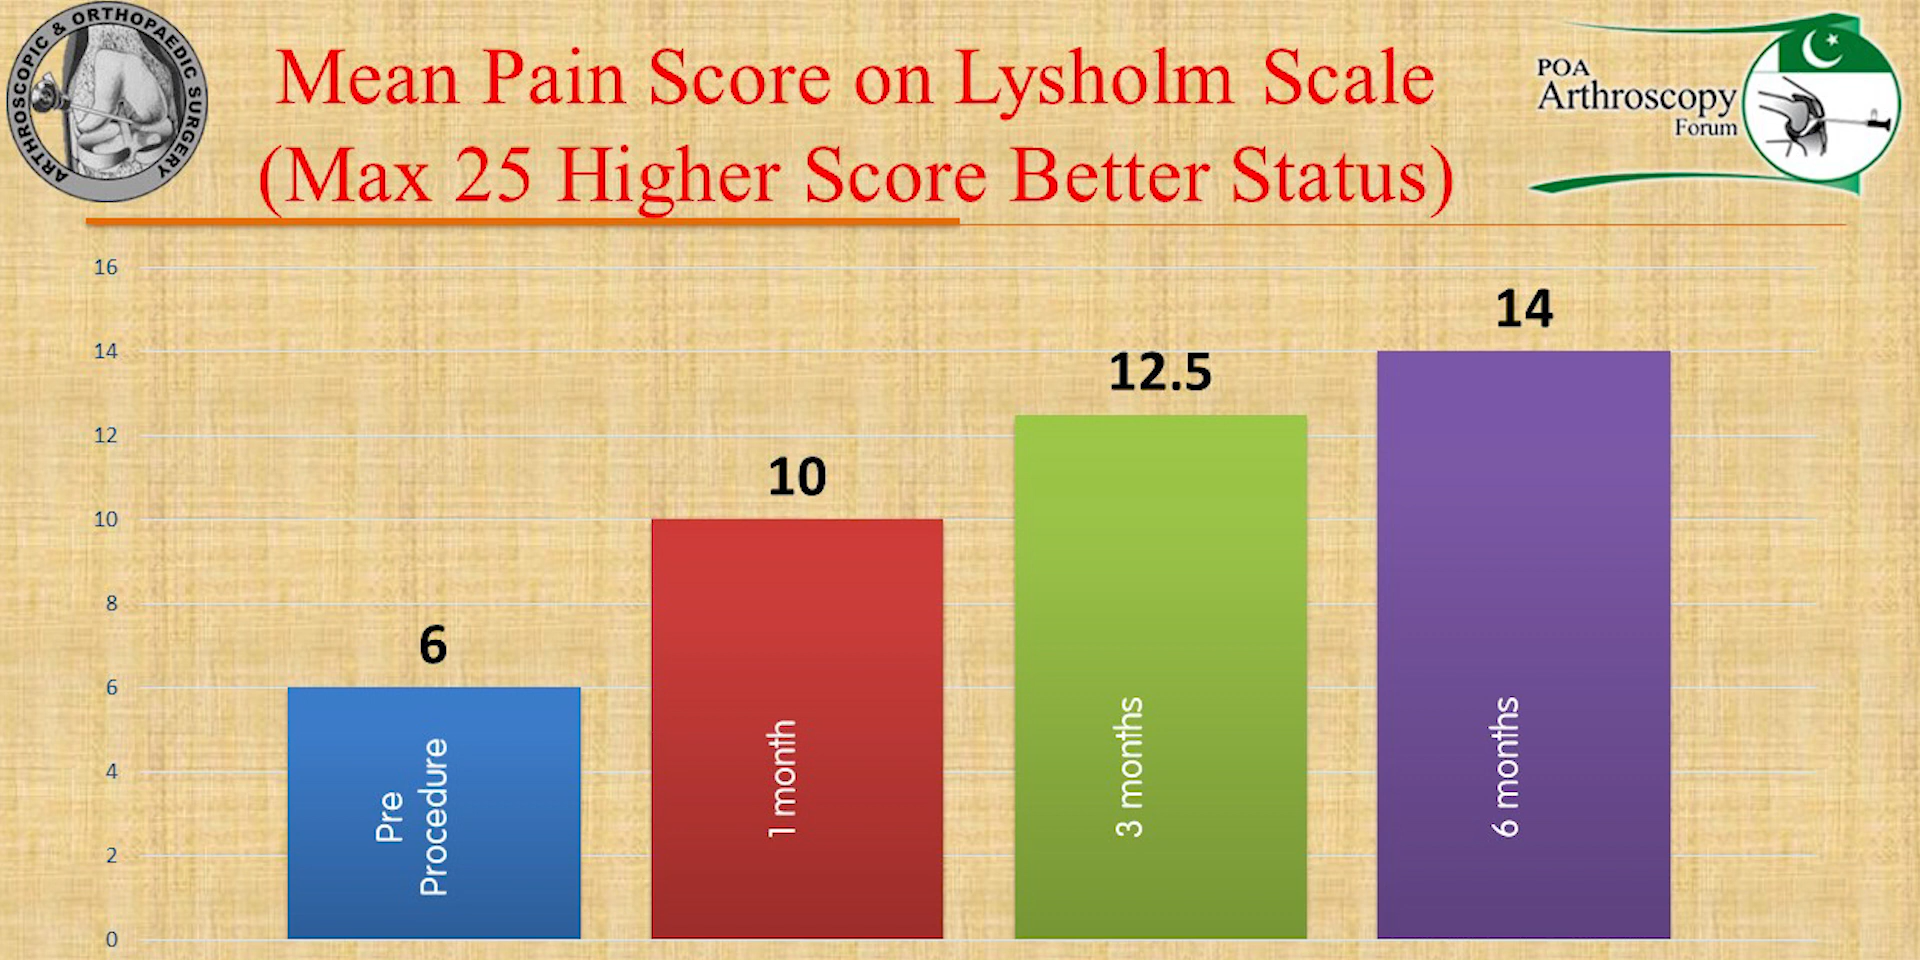 ARTHROSCOPIC & ORTHOPAEDIC SURGERY
Mean Pain Score on Lysholm Scale
(Max 25 Higher Score Better Status)
POA
Arthroscopy
Forum
16
14
12
10
8
6
4
2
0
6
10
12.5
14
Pre
Procedure
1 month
3 months
6 months